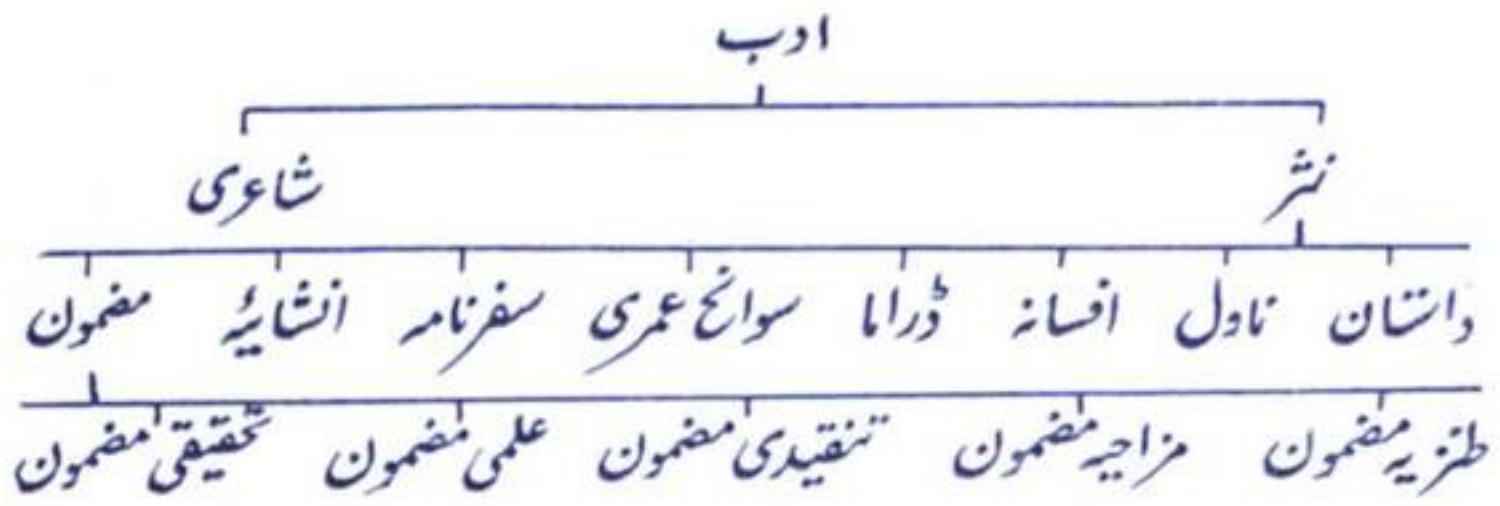 ادب
نثر شاعری
داستان ناول افسانہ ڈراما سوانح عمری سفرنامہ انشائیہ مضمون
طنزیہ مضمون مزاحیہ مضمون تنقیدی مضمون علمی مضمون تحقیقی مضمون